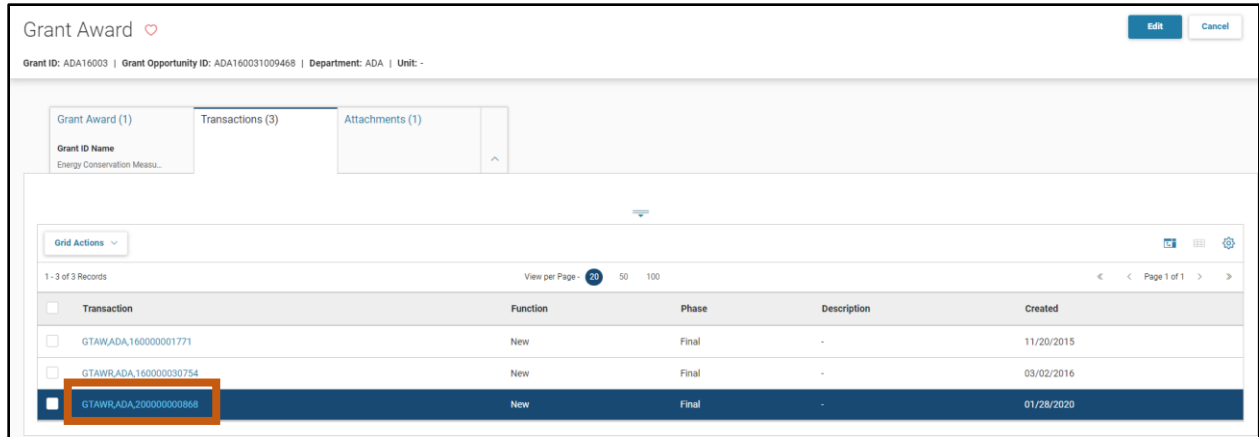 Grant Award
Edit Cancel
Grant ID: ADA16003 | Grant Opportunity ID: ADA160031009468 | Department: ADA | Unit: -
Grant Award (1) Transactions (3) Attachments (1)
Grant ID Name
Energy Conservation Measu...
Grid Actions
1 - 3 of 3 Records View per Page - 20 50 100 Page 1 of 1
Transaction Function Phase Description Created
GTAW,ADA,160000001771 New Final - 11/20/2015
GTAWR,ADA,160000030754 New Final - 03/02/2016
GTAWR,ADA,200000000868 New Final - 01/28/2020